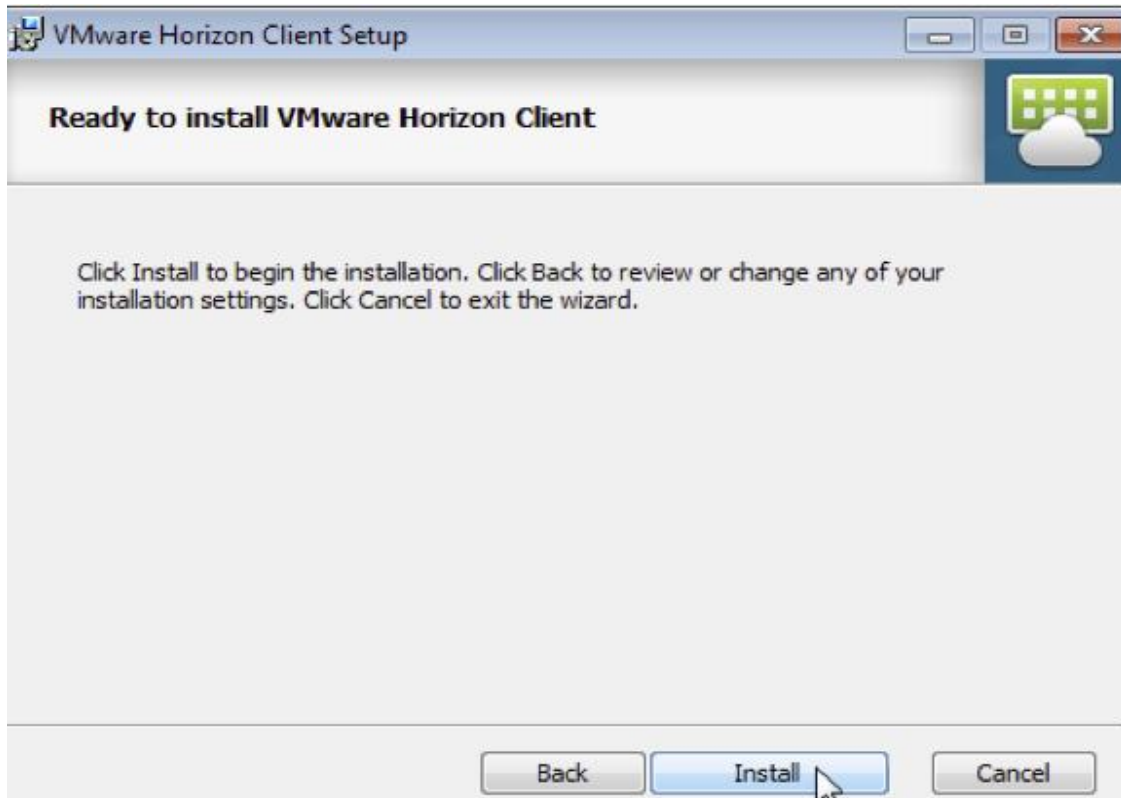 VMware Horizon Client Setup
Ready to install VMware Horizon Client
Click Install to begin the installation. Click Back to review or change any of your
installation settings. Click Cancel to exit the wizard.
Back Install Cancel